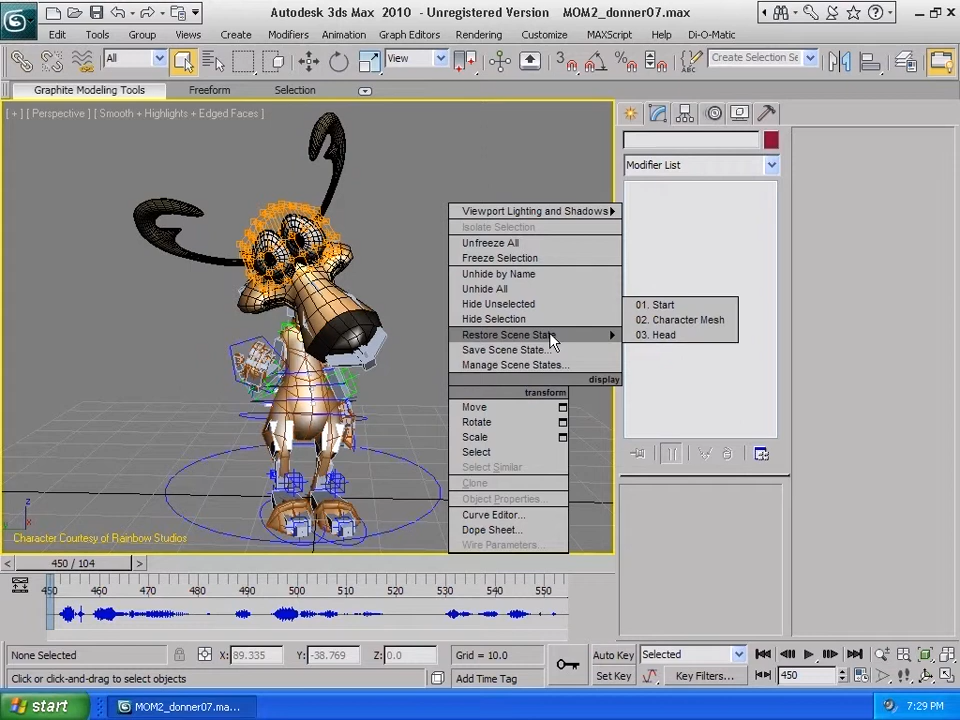 Autodesk 3ds Max 2010 - Unregistered Version MOM2_donner07.max
Edit Tools Group Views Create Modifiers Animation Graph Editors Rendering Customize MAXScript Help Di-O-Matic
All View Create Selection Se
Graphite Modeling Tools Freeform Selection
[ + ] [ Perspective ] [ Smooth + Highlights + Edged Faces ]
Modifier List
Viewport Lighting and Shadows
Isolate Selection
Unfreeze All
Freeze Selection
Unhide by Name
Unhide All
Hide Unselected
Hide Selection
Restore Scene State
01. Start
02. Character Mesh
03. Head
Save Scene State...
Manage Scene States...
display
transform
Move
Rotate
Scale
Select
Select Similar
Clone
Object Properties...
Curve Editor...
Dope Sheet...
Wire Parameters...
z
y x
Character Courtesy of Rainbow Studios
< 450 / 104 >
450 460 470 480 490 500 510 520 530 540 550
None Selected X: 89.335 Y: -38.769 Z: 0.0 Grid = 10.0 Auto Key Selected
Click or click-and-drag to select objects Add Time Tag Set Key Key Filters... 450
start MOM2_donner07.ma... 7:29 PM